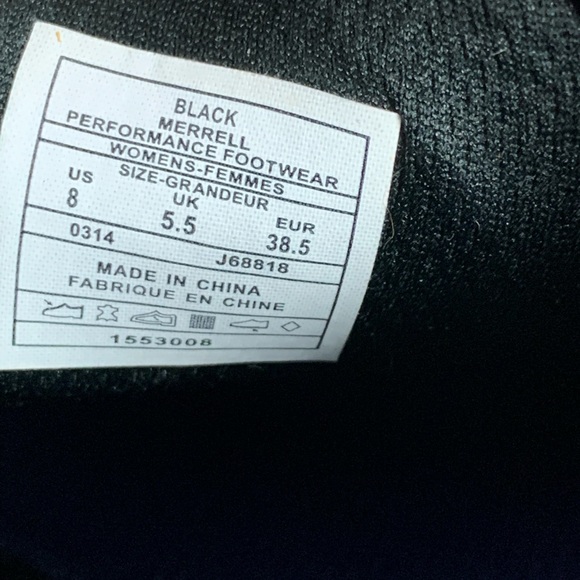 BLACK
MERRELL
PERFORMANCE FOOTWEAR
WOMENS-FEMMES
SIZE-GRANDEUR
US UK EUR
8 5.5 38.5
0314 J68818
MADE IN CHINA
FABRIQUE EN CHINE
1553008